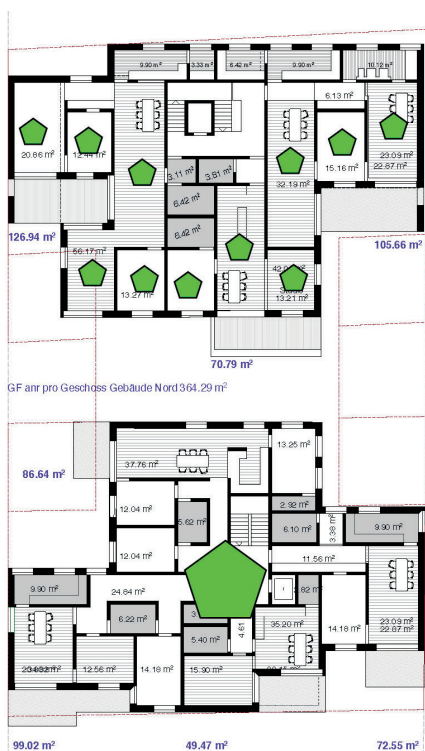 9.90 m² 3.33 m² 6.42 m² 9.90 m² 10.12 m²
6.13 m²
20.66 m² 12.44 m² 23.09 m²
3.11 m² 3.81 m² 15.16 m² 22.87 m²
32.19 m²
6.42 m²
126.94 m² 6.42 m² 105.66 m²
56.17 m²
13.27 m² 13.21 m²
70.79 m²
GF anr pro Geschoss Gebäude Nord 364.29 m²
13.25 m²
37.76 m²
86.64 m²
12.04 m² 2.92 m²
5.62 m² 6.10 m² 3.38 m² 9.90 m²
12.04 m² 11.56 m²
9.90 m² 24.84 m²
6.22 m² 35.20 m² 23.09 m²
5.40 m² 4.61 14.18 m² 22.87 m²
12.56 m² 14.18 m² 15.90 m²
99.02 m² 49.47 m² 72.55 m²